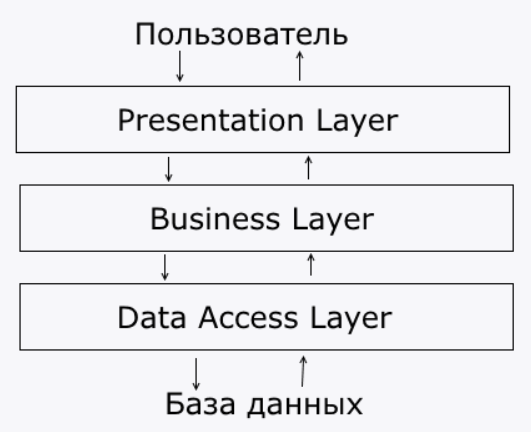 Пользователь
Presentation Layer
Business Layer
Data Access Layer
База данных